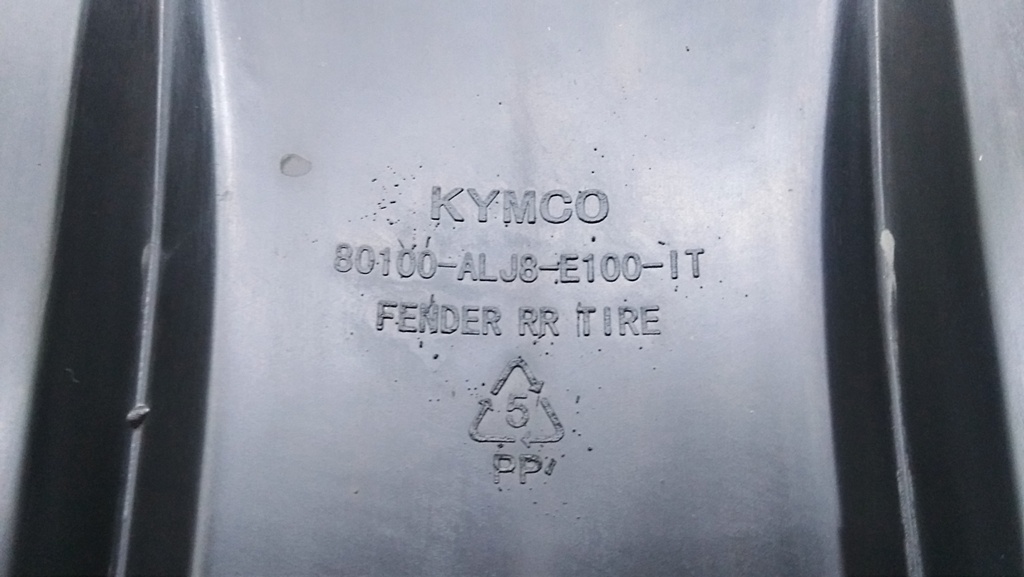 KYMCO
80100-ALJ8-E100-IT
FENDER RR TIRE
5
PP